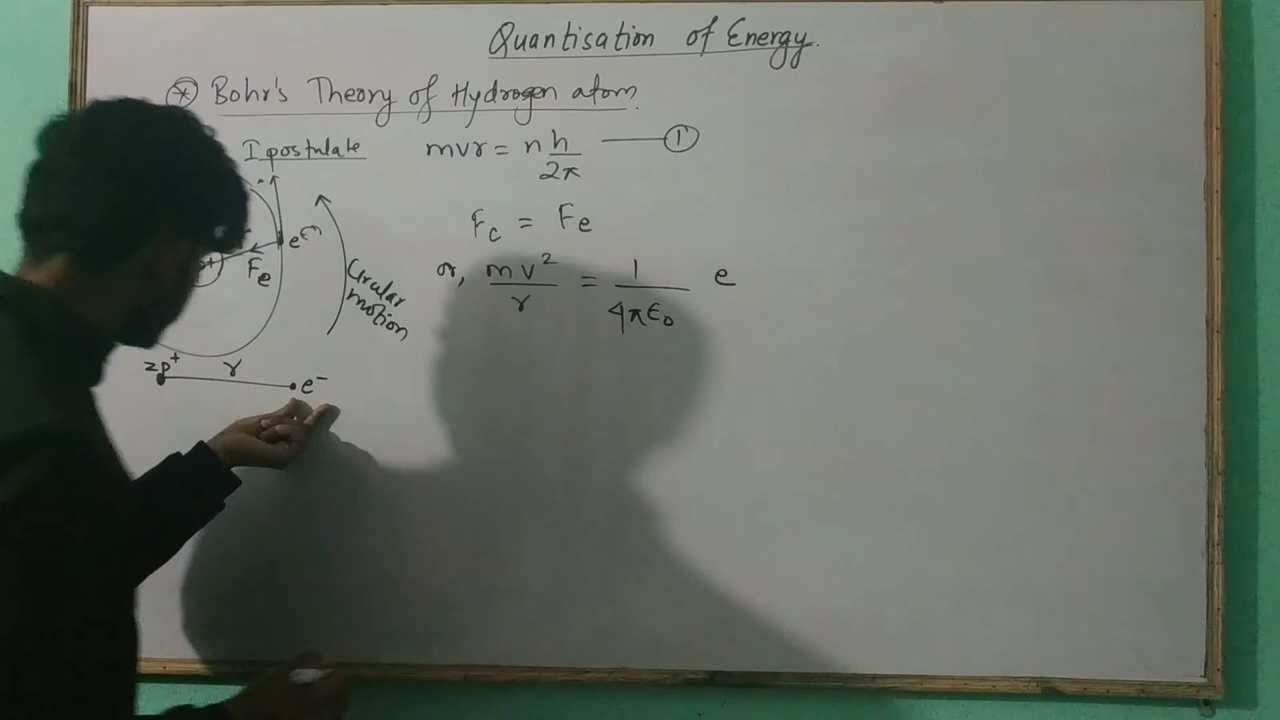 Quantisation of Energy.
* Bohr's Theory of Hydrogen atom.
I postulate
mvr = nh/2π ——— 1
Fc = Fe
or, mv²/r = 1/4πε₀ e
e⁻
Fe
+
Circular motion
zp⁺ r e⁻